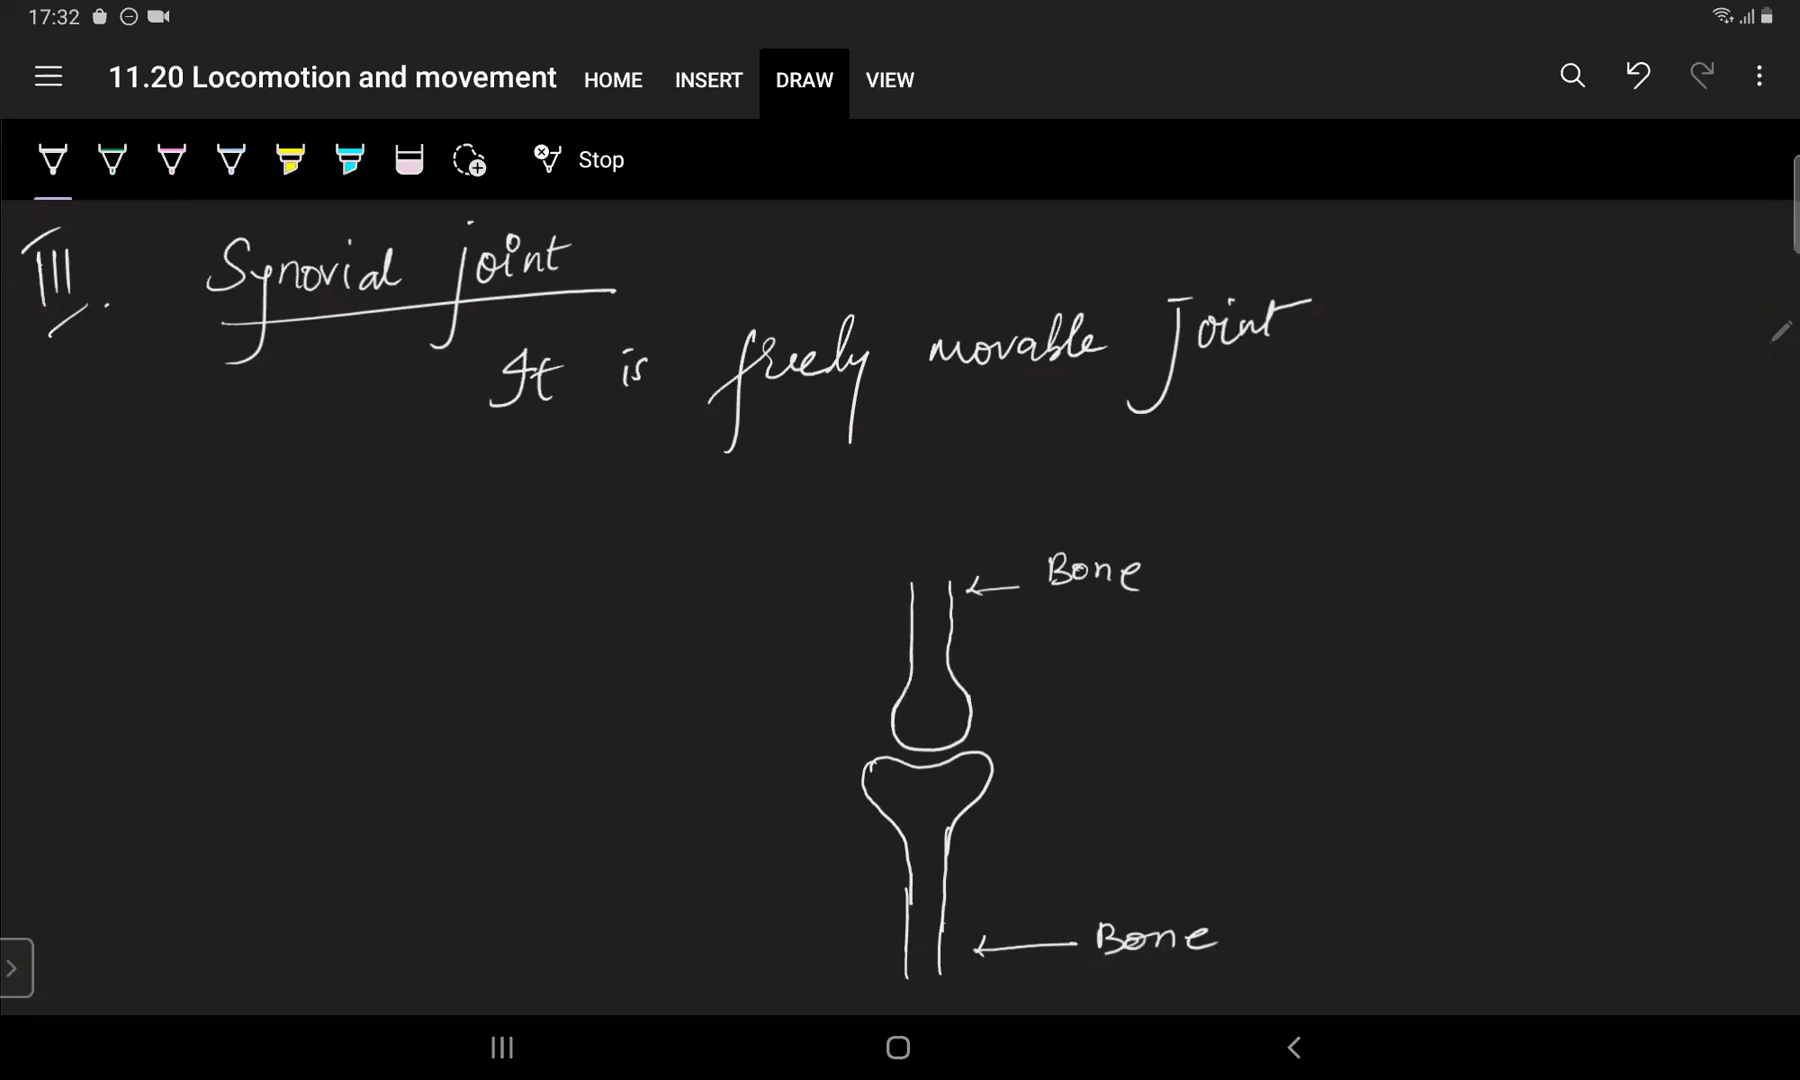 17:32
11.20 Locomotion and movement HOME INSERT DRAW VIEW
Stop
III. Synovial joint
It is freely movable Joint
Bone
Bone